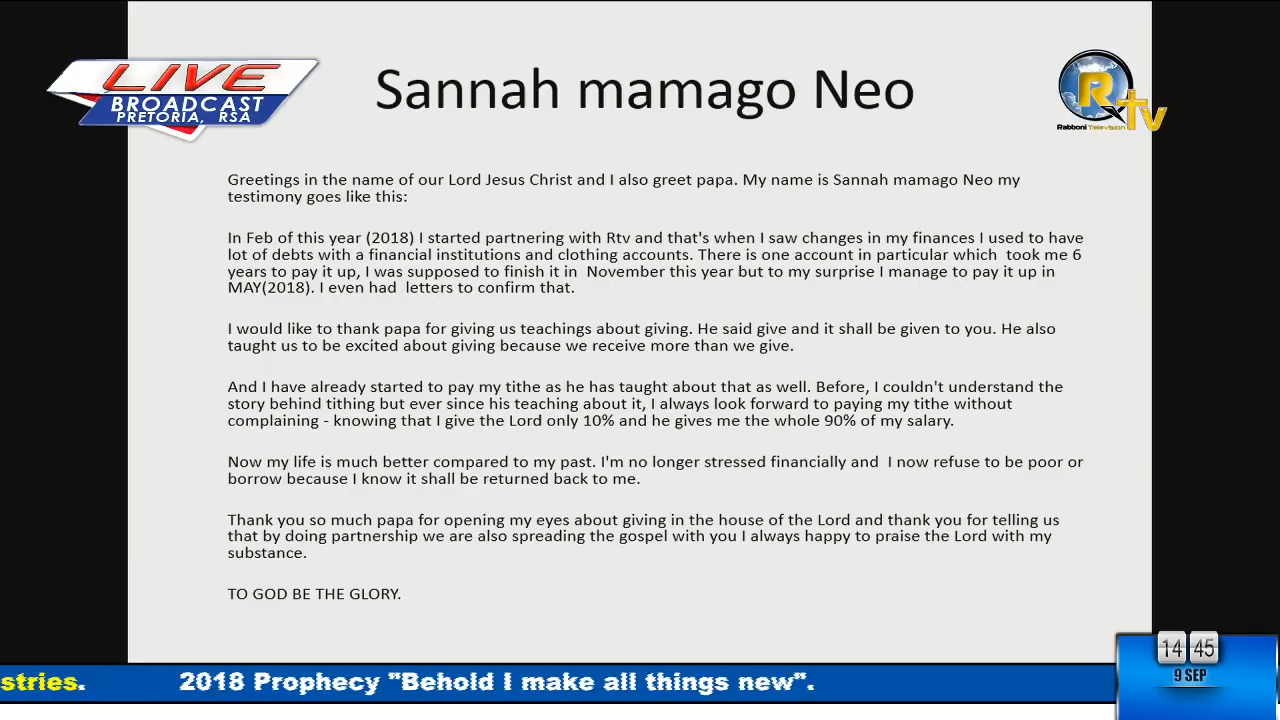 LIVE
BROADCAST
PRETORIA, RSA
Sannah mamago Neo
R
tv
Rabboni Television
Greetings in the name of our Lord Jesus Christ and I also greet papa. My name is Sannah mamago Neo my
testimony goes like this:
In Feb of this year (2018) I started partnering with Rtv and that's when I saw changes in my finances I used to have
lot of debts with a financial institutions and clothing accounts. There is one account in particular which  took me 6
years to pay it up, I was supposed to finish it in  November this year but to my surprise I manage to pay it up in
MAY(2018). I even had  letters to confirm that.
I would like to thank papa for giving us teachings about giving. He said give and it shall be given to you. He also
taught us to be excited about giving because we receive more than we give.
And I have already started to pay my tithe as he has taught about that as well. Before, I couldn't understand the
story behind tithing but ever since his teaching about it, I always look forward to paying my tithe without
complaining - knowing that I give the Lord only 10% and he gives me the whole 90% of my salary.
Now my life is much better compared to my past. I'm no longer stressed financially and  I now refuse to be poor or
borrow because I know it shall be returned back to me.
Thank you so much papa for opening my eyes about giving in the house of the Lord and thank you for telling us
that by doing partnership we are also spreading the gospel with you I always happy to praise the Lord with my
substance.
TO GOD BE THE GLORY.
14 45
9 SEP
stries. 2018 Prophecy "Behold I make all things new".